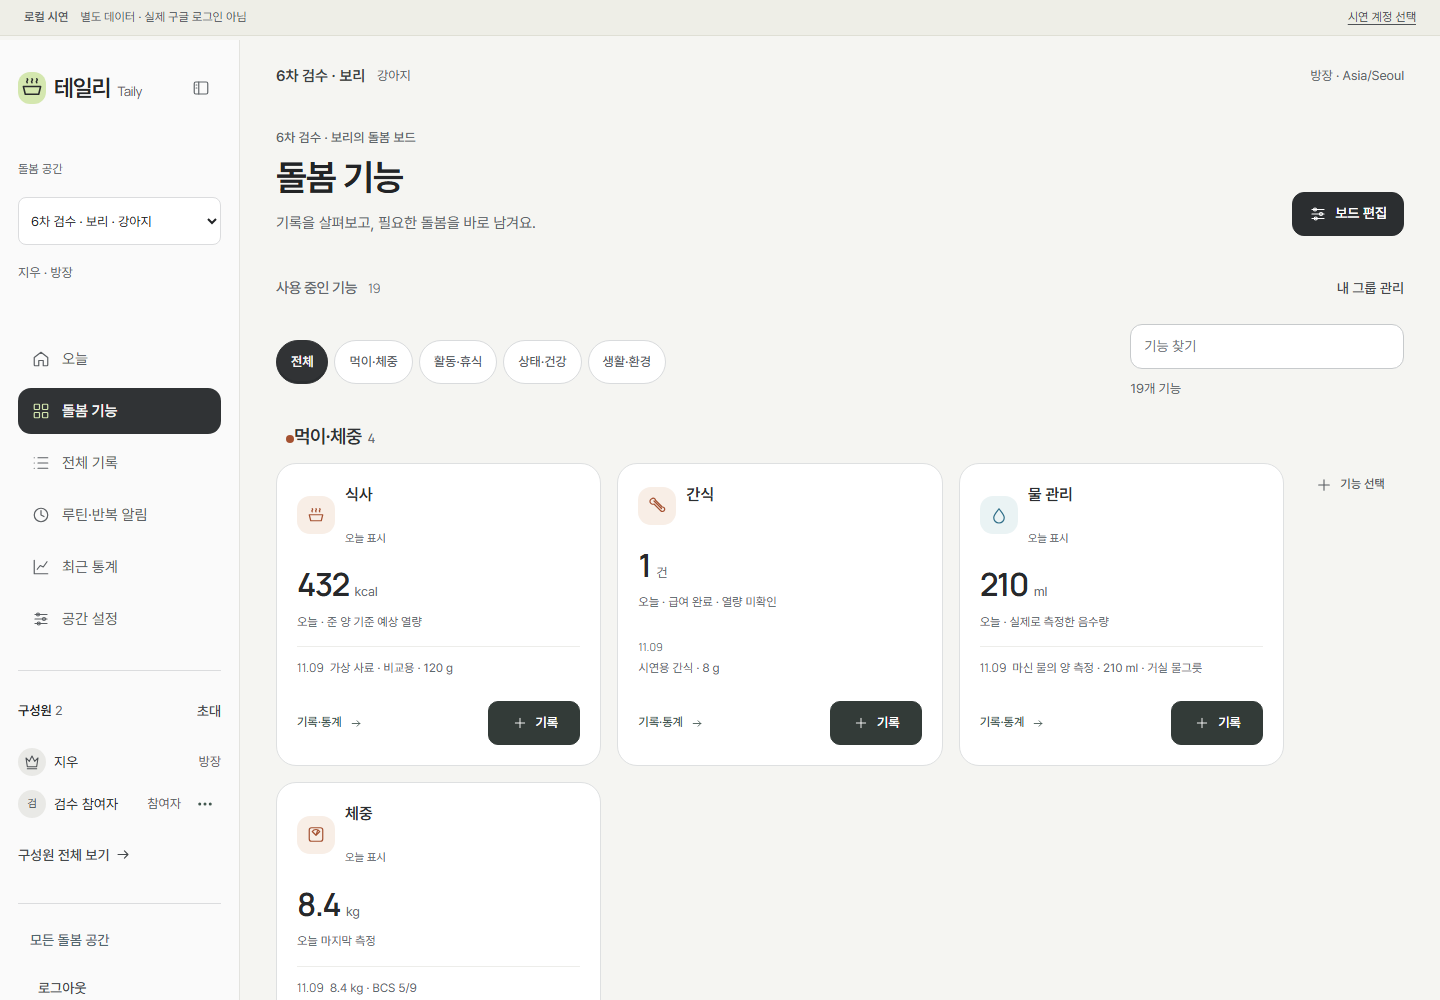 로컬 시연 별도 데이터 · 실제 구글 로그인 아님
시연 계정 선택
테일리 Taily
돌봄 공간
6차 검수 · 보리 · 강아지
지우 · 방장
오늘
돌봄 기능
전체 기록
루틴·반복 알림
최근 통계
공간 설정
구성원 2
초대
지우
방장
검
검수 참여자
참여자
구성원 전체 보기 →
모든 돌봄 공간
로그아웃
6차 검수 · 보리 강아지
방장 · Asia/Seoul
6차 검수 · 보리의 돌봄 보드
돌봄 기능
기록을 살펴보고, 필요한 돌봄을 바로 남겨요.
보드 편집
사용 중인 기능 19
내 그룹 관리
전체
먹이·체중
활동·휴식
상태·건강
생활·환경
기능 찾기
19개 기능
먹이·체중 4
식사
오늘 표시
432 kcal
오늘 · 준 양 기준 예상 열량
11.09 가상 사료 · 비교용 · 120 g
기록·통계 →
+ 기록
간식
1 건
오늘 · 급여 완료 · 열량 미확인
11.09
시연용 간식 · 8 g
기록·통계 →
+ 기록
물 관리
오늘 표시
210 ml
오늘 · 실제로 측정한 음수량
11.09 마신 물의 양 측정 · 210 ml · 거실 물그릇
기록·통계 →
+ 기록
+ 기능 선택
체중
오늘 표시
8.4 kg
오늘 마지막 측정
11.09 8.4 kg · BCS 5/9